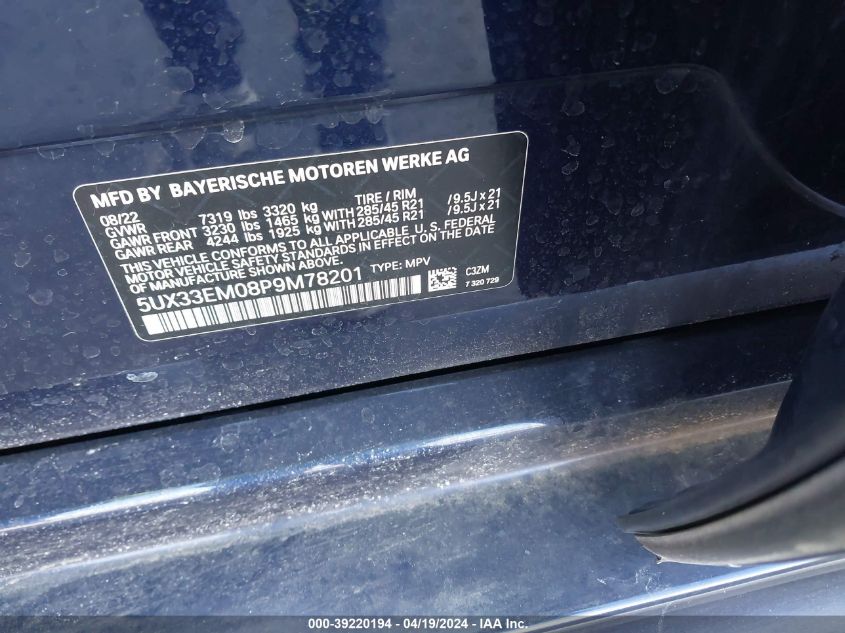 MFD BY BAYERISCHE MOTOREN WERKE AG
08/22
GVWR 7319 lbs 3320 kg TIRE / RIM
GAWR FRONT 3230 lbs 1465 kg WITH 285/45 R21 / 9.5J x 21
GAWR REAR 4244 lbs 1925 kg WITH 285/45 R21 / 9.5J x 21
THIS VEHICLE CONFORMS TO ALL APPLICABLE U.S. FEDERAL
MOTOR VEHICLE SAFETY STANDARDS IN EFFECT ON THE DATE
OF MANUFACTURE SHOWN ABOVE.
5UX33EM08P9M78201 TYPE: MPV
C3ZM
7 320 729
000-39220194 - 04/19/2024 - IAA Inc.